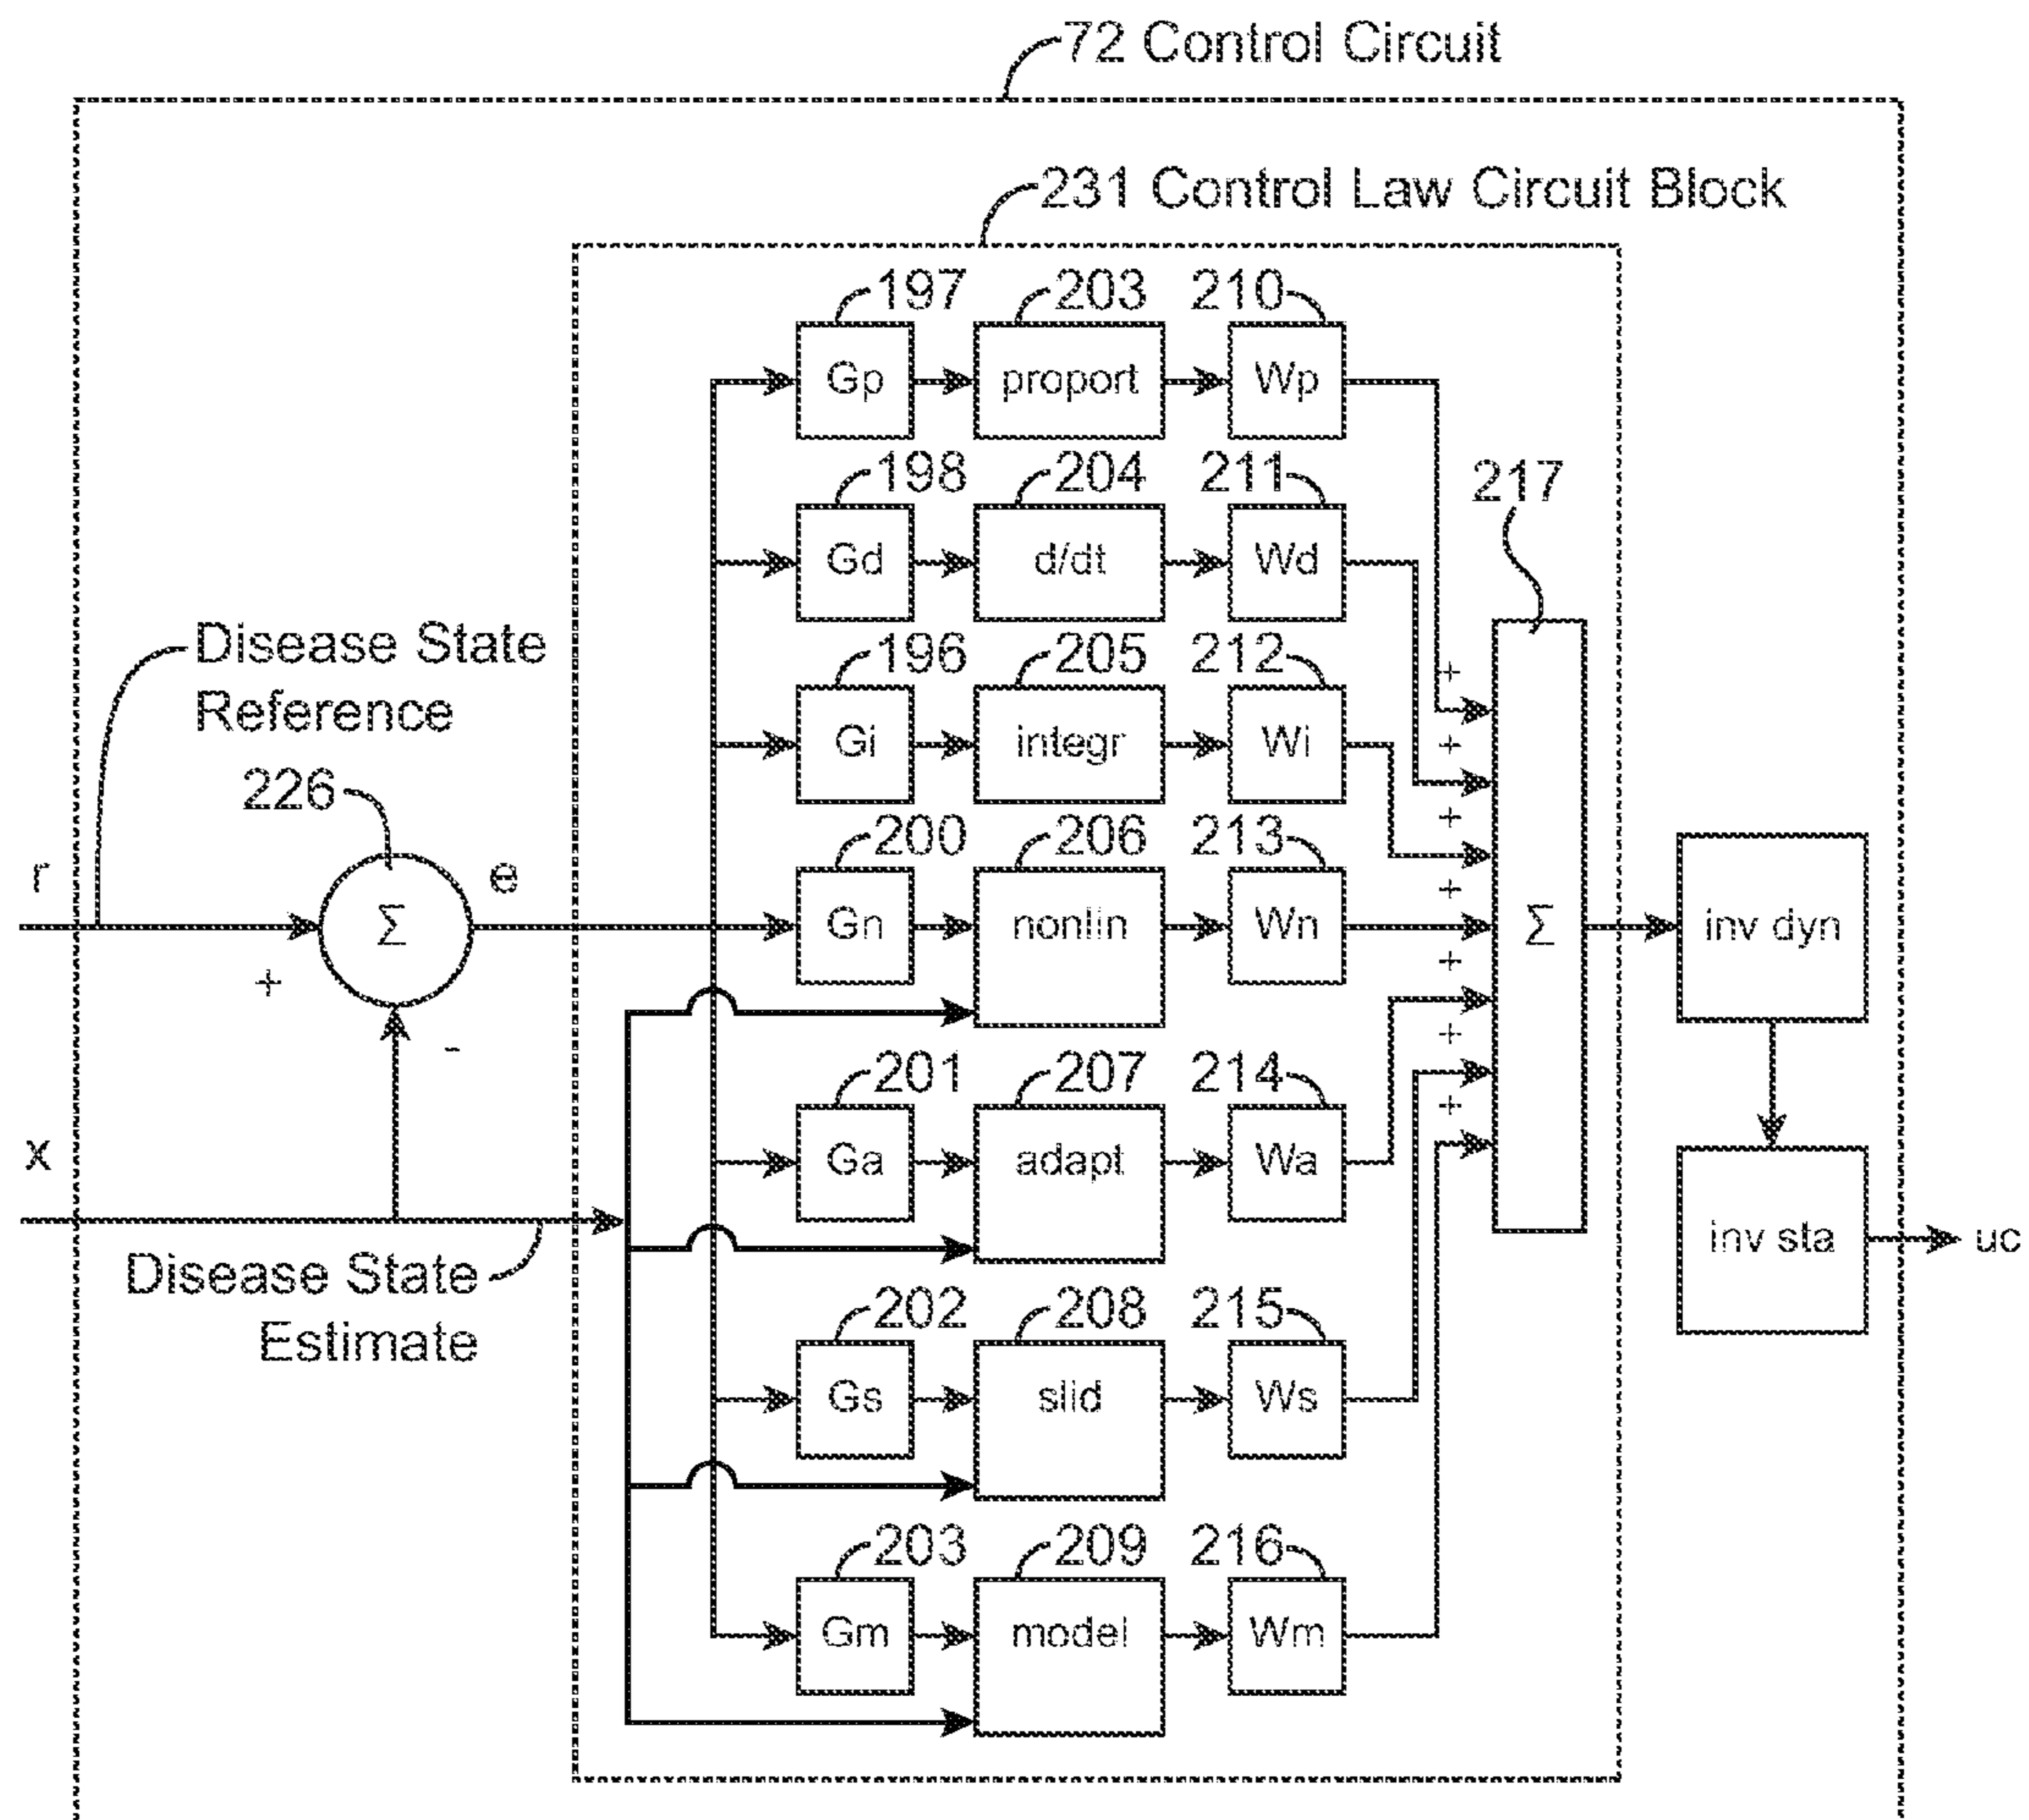 72 Control Circuit
231 Control Law Circuit Block
197 203 210
Gp proport Wp
198 204 211
Gd d/dt Wd
217
Disease State
Reference
196 205 212
Gi integr Wi
+
+
226
200 206 213
+
r e
Gn nonlin Wn
+
Σ
Σ
inv dyn
+
+
-
+
201 207 214
+
x
Ga adapt Wa
Disease State
Estimate
inv sta uc
202 208 215
Gs slid Ws
203 209 216
Gm model Wm